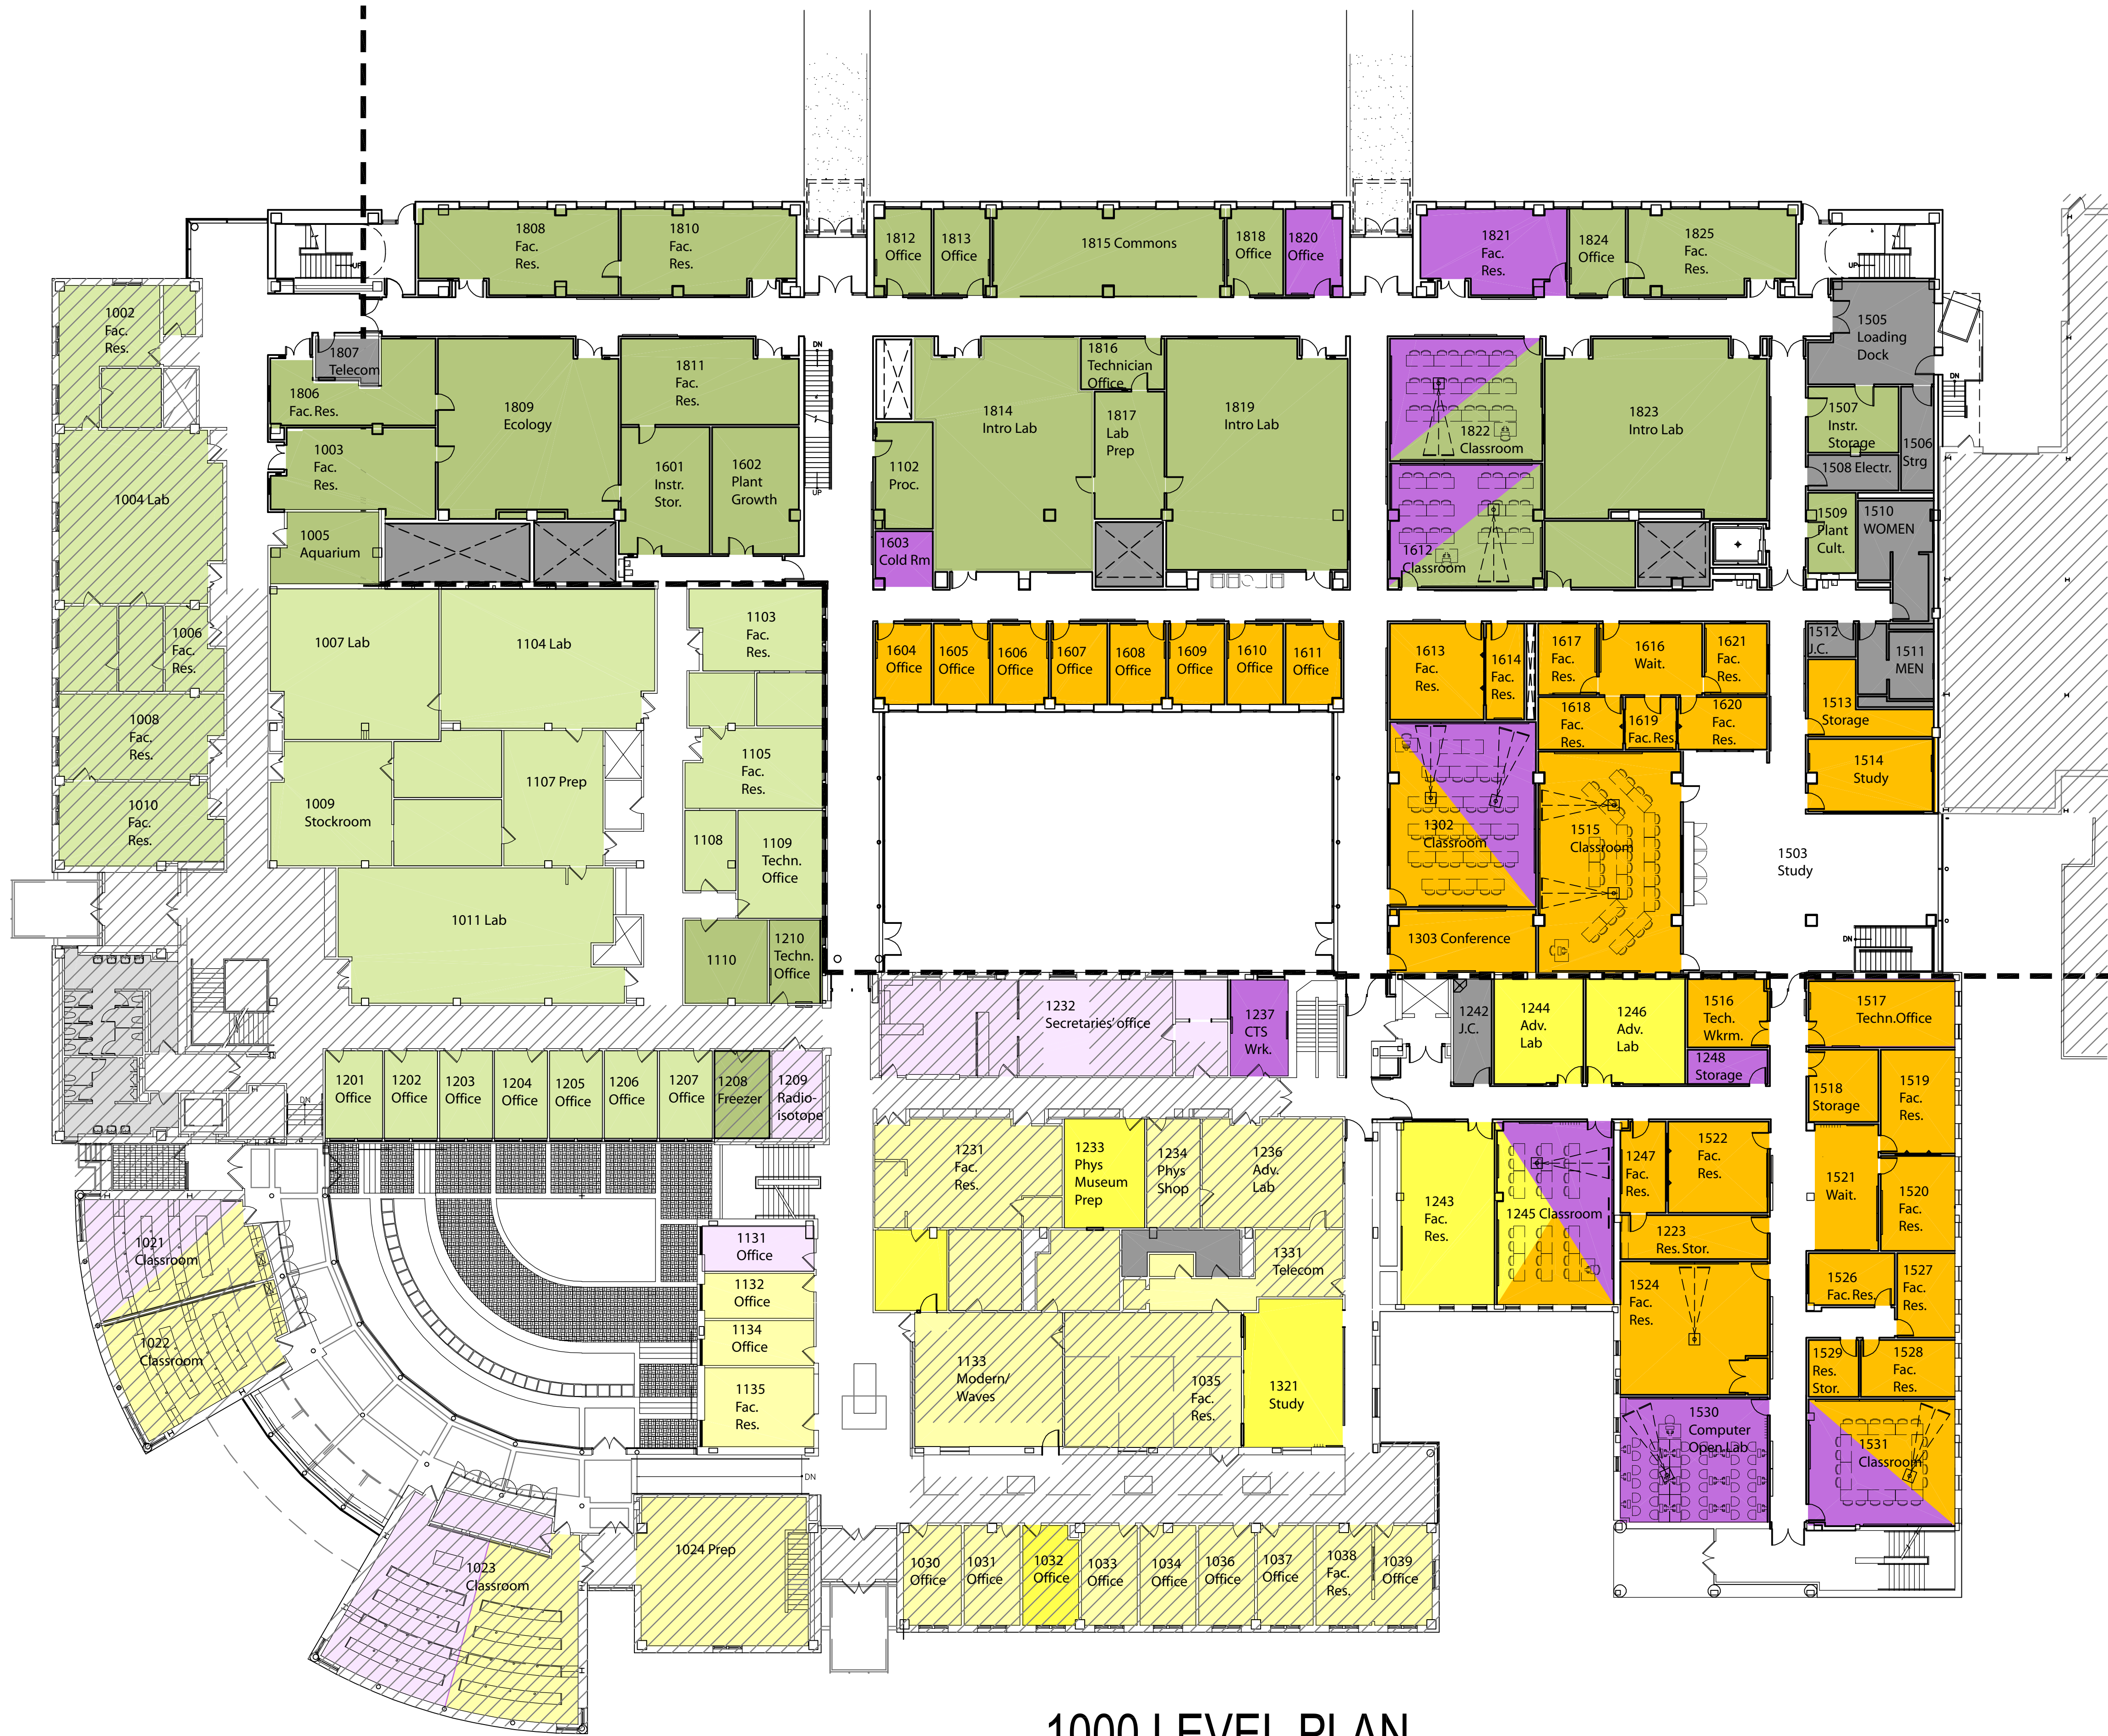 1808
Fac.
Res.
1810
Fac.
Res.
1812
Office
1813
Office
1815 Commons
1818
Office
1820
Office
1821
Fac.
Res.
1824
Office
1825
Fac.
Res.
UP
UP
1002
Fac.
Res.
1807
Telecom
1806
Fac. Res.
1809
Ecology
1811
Fac.
Res.
DN
UP
1816
Technician
Office
1814
Intro Lab
1817
Lab
Prep
1819
Intro Lab
1822
Classroom
1823
Intro Lab
1505
Loading
Dock
DN
1507
Instr.
Storage
1506
Strg
1508 Electr.
1003
Fac.
Res.
1004 Lab
1601
Instr.
Stor.
1602
Plant
Growth
1102
Proc.
1603
Cold Rm
1612
Classroom
1509
Plant
Cult.
1510
WOMEN
1005
Aquarium
1006
Fac.
Res.
1007 Lab
1104 Lab
1103
Fac.
Res.
1604
Office
1605
Office
1606
Office
1607
Office
1608
Office
1609
Office
1610
Office
1611
Office
1613
Fac.
Res.
1614
Fac.
Res.
1617
Fac.
Res.
1616
Wait.
1621
Fac.
Res.
1512
J.C.
1511
MEN
1618
Fac.
Res.
1619
Fac. Res.
1620
Fac.
Res.
1513
Storage
1514
Study
1008
Fac.
Res.
1010
Fac.
Res.
1009
Stockroom
1107 Prep
1105
Fac.
Res.
1108
1109
Techn.
Office
1302
Classroom
1515
Classroom
1503
Study
1011 Lab
1110
1210
Techn.
Office
1303 Conference
DN
1232
Secretaries' office
1237
CTS
Wrk.
1242
J.C.
1244
Adv.
Lab
1246
Adv.
Lab
1516
Tech.
Wkrm.
1248
Storage
1517
Techn.Office
1518
Storage
1519
Fac.
Res.
1201
Office
1202
Office
1203
Office
1204
Office
1205
Office
1206
Office
1207
Office
1208
Freezer
1209
Radio-
isotope
DN
1231
Fac.
Res.
1233
Phys
Museum
Prep
1234
Phys
Shop
1236
Adv.
Lab
1243
Fac.
Res.
1245 Classroom
1247
Fac.
Res.
1522
Fac.
Res.
1521
Wait.
1520
Fac.
Res.
1223
Res. Stor.
1021
Classroom
1022
Classroom
1131
Office
1132
Office
1134
Office
1135
Fac.
Res.
1331
Telecom
1133
Modern/
Waves
1035
Fac.
Res.
1321
Study
1524
Fac.
Res.
1526
Fac. Res.
1527
Fac.
Res.
1529
Res.
Stor.
1528
Fac.
Res.
1530
Computer
Open Lab
1531
Classroom
DN
1023
Classroom
1024 Prep
1030
Office
1031
Office
1032
Office
1033
Office
1034
Office
1036
Office
1037
Office
1038
Fac.
Res.
1039
Office
1000 LEVEL PLAN